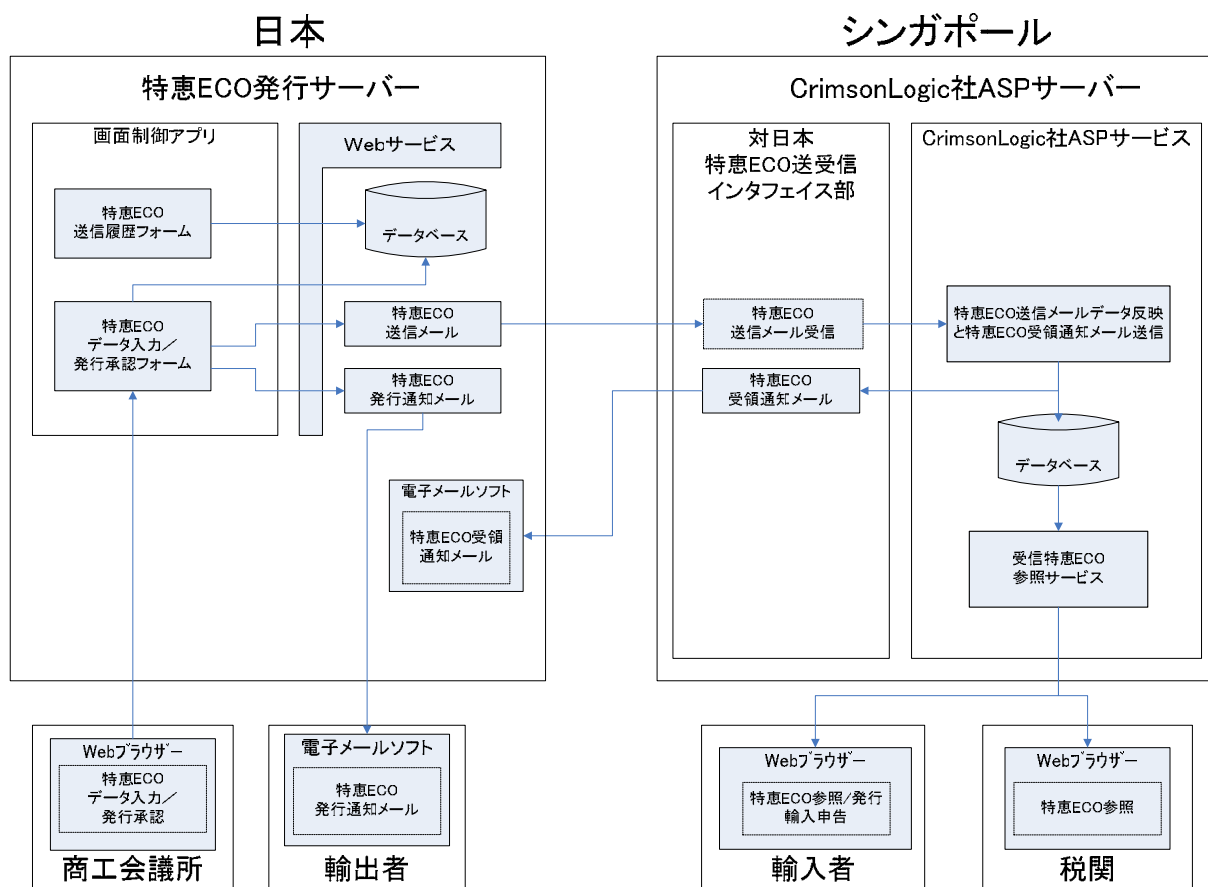 日本
特恵ECO発行サーバー
画面制御アプリ
Webサービス
特恵ECO
送信履歴フォーム
データベース
特恵ECO
データ入力／
発行承認フォーム
特恵ECO
送信メール
特恵ECO
発行通知メール
電子メールソフト
特恵ECO受領
通知メール
Webブラウザー
特恵ECO
データ入力／
発行承認
商工会議所
電子メールソフト
特恵ECO
発行通知メール
輸出者
シンガポール
CrimsonLogic社ASPサーバー
対日本
特恵ECO送受信
インタフェイス部
CrimsonLogic社ASPサービス
特恵ECO
送信メール受信
特恵ECO送信メールデータ反映
と特恵ECO受領通知メール送信
特恵ECO
受領通知メール
データベース
受信特恵ECO
参照サービス
Webブラウザー
特恵ECO参照/発行
輸入申告
輸入者
Webブラウザー
特恵ECO参照
税関